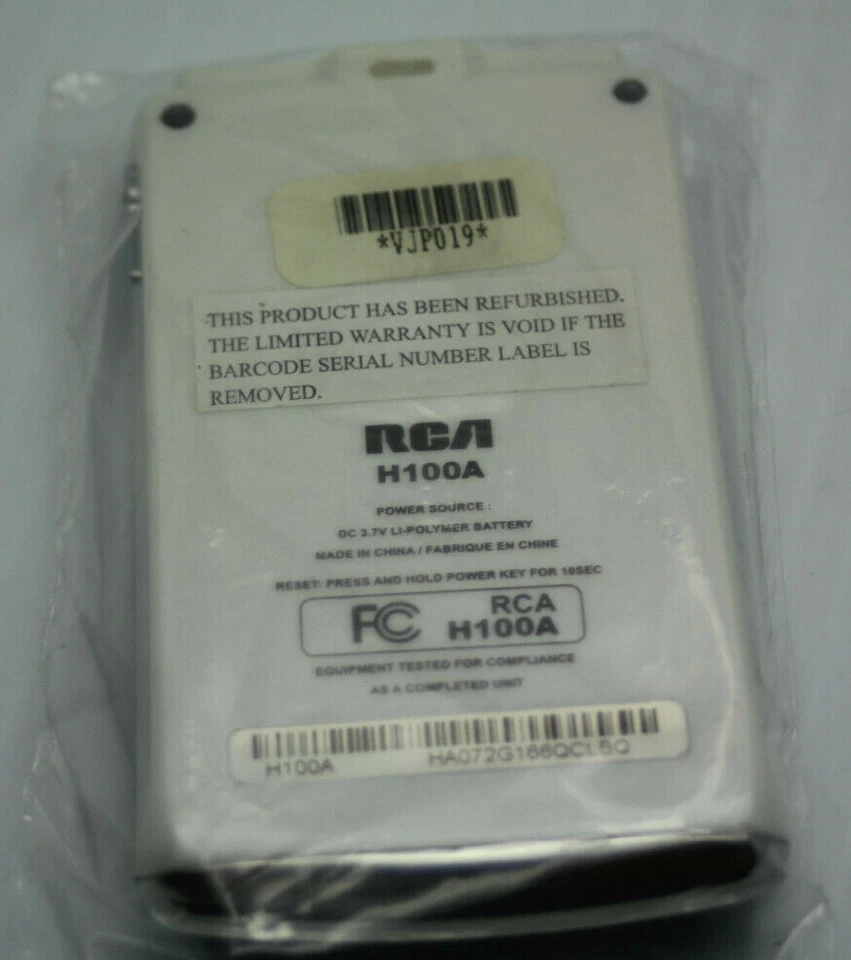 *VJP019*
THIS PRODUCT HAS BEEN REFURBISHED.
THE LIMITED WARRANTY IS VOID IF THE
BARCODE SERIAL NUMBER LABEL IS
REMOVED.
RCA
H100A
POWER SOURCE :
DC 3.7V LI-POLYMER BATTERY
MADE IN CHINA / FABRIQUE EN CHINE
RESET: PRESS AND HOLD POWER KEY FOR 10SEC
FC RCA
H100A
EQUIPMENT TESTED FOR COMPLIANCE
AS A COMPLETED UNIT
H100A